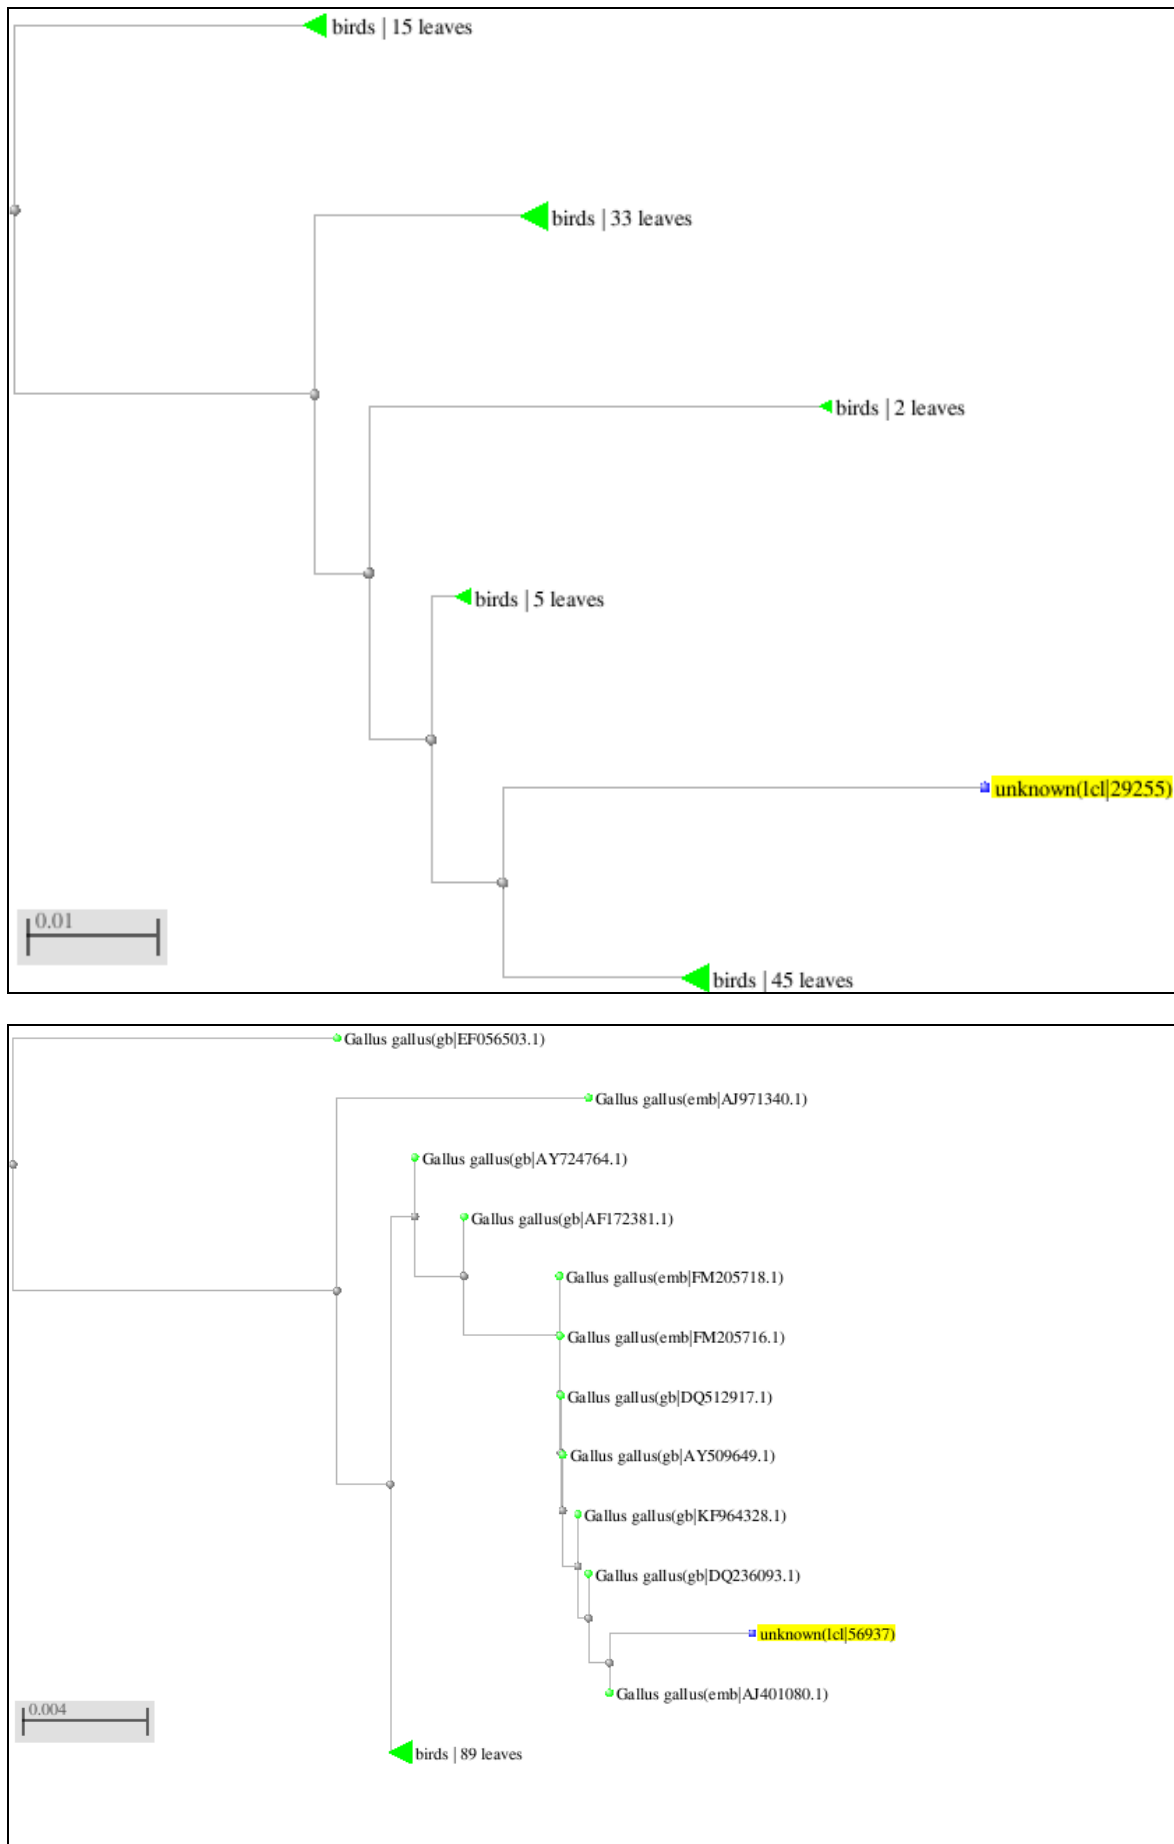 birds | 15 leaves
birds | 33 leaves
birds | 2 leaves
birds | 5 leaves
unknown(lcl|29255)
0.01
birds | 45 leaves
Gallus gallus(gb|EF056503.1)
Gallus gallus(emb|AJ971340.1)
Gallus gallus(gb|AY724764.1)
Gallus gallus(gb|AF172381.1)
Gallus gallus(emb|FM205718.1)
Gallus gallus(emb|FM205716.1)
Gallus gallus(gb|DQ512917.1)
Gallus gallus(gb|AY509649.1)
Gallus gallus(gb|KF964328.1)
Gallus gallus(gb|DQ236093.1)
unknown(lcl|56937)
Gallus gallus(emb|AJ401080.1)
0.004
birds | 89 leaves